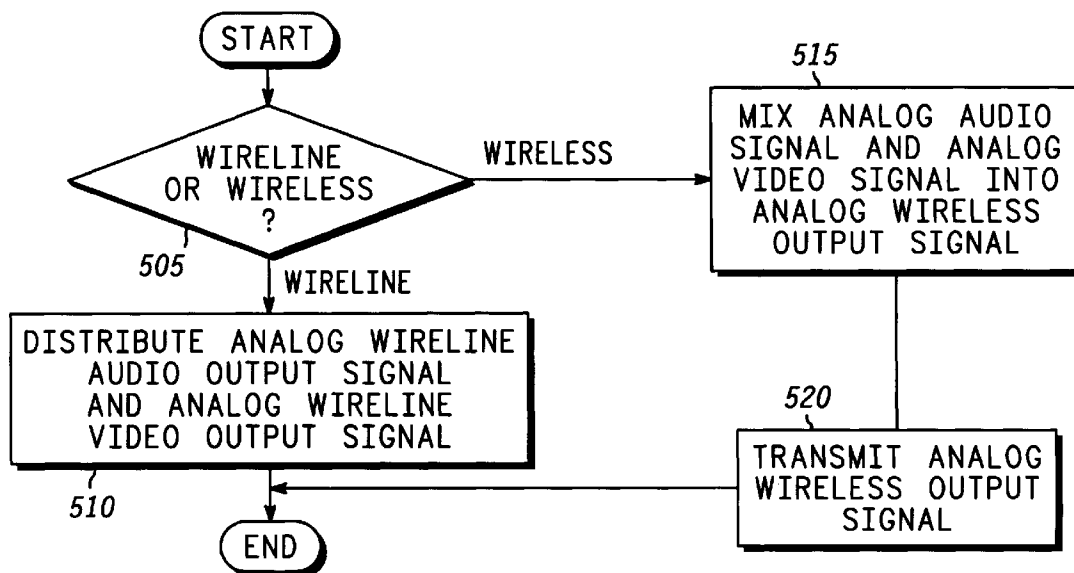 START
WIRELINE
OR WIRELESS
?
505
WIRELESS
515
MIX ANALOG AUDIO
SIGNAL AND ANALOG
VIDEO SIGNAL INTO
ANALOG WIRELESS
OUTPUT SIGNAL
WIRELINE
DISTRIBUTE ANALOG WIRELINE
AUDIO OUTPUT SIGNAL
AND ANALOG WIRELINE
VIDEO OUTPUT SIGNAL
510
520
TRANSMIT ANALOG
WIRELESS OUTPUT
SIGNAL
END